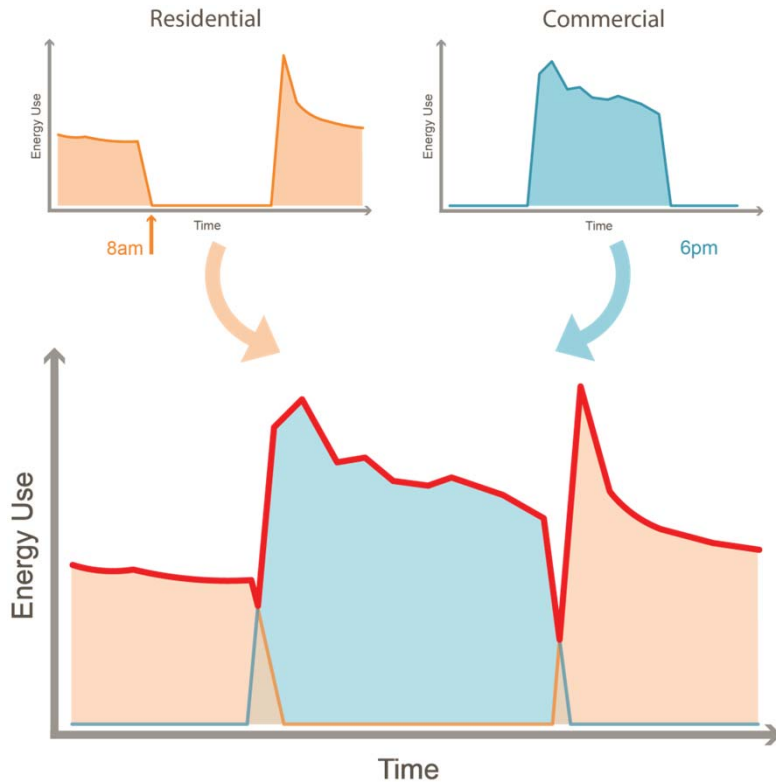 Residential
Commercial
Energy Use
Energy Use
Time
Time
8am
6pm
Energy Use
Time